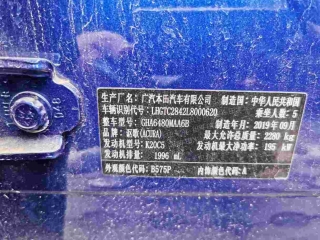 生产厂名: 广汽本田汽车有限公司 制造国: 中华人民共和国
车辆识别代号: LHGTC2842L8000620 乘坐人数: 5
整车型号: GHA6480MAA6B 制造年月: 2019年09月
品牌: 讴歌(ACURA) 最大允许总质量: 2280 kg
发动机型号: K20C5 发动机最大净功率: 195 kW
发动机排量: 1996 mL
外观颜色代码: B575P 内饰颜色代码: A